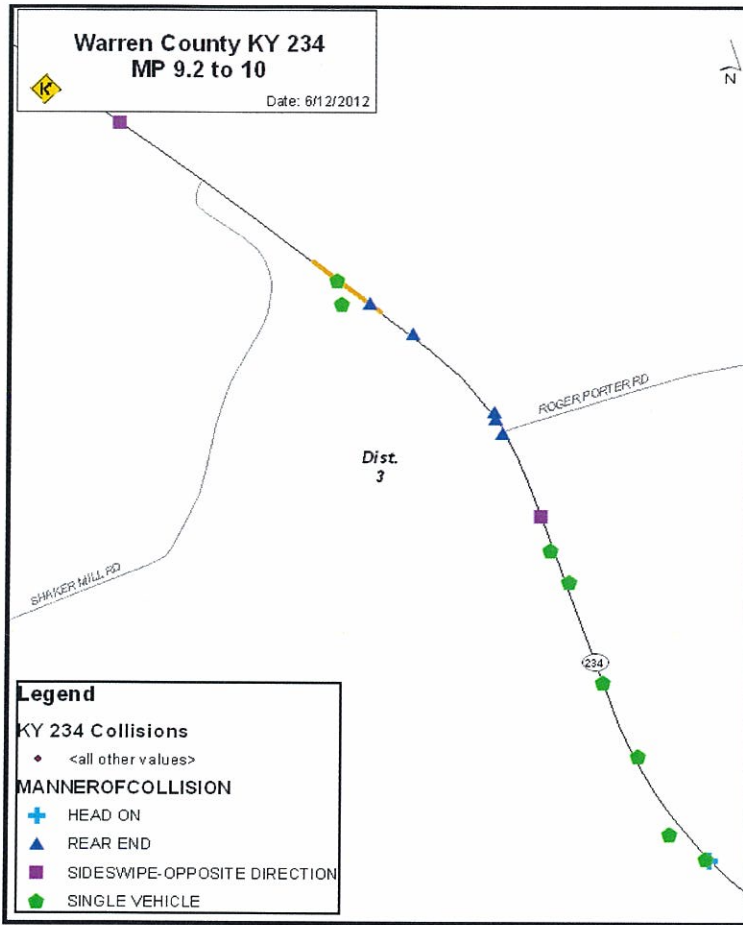 Warren County KY 234
MP 9.2 to 10
Date: 6/12/2012
N
ROGER PORTER RD
Dist.
3
SHAKER MILL RD
234
Legend
KY 234 Collisions
<all other values>
MANNEROFCOLLISION
HEAD ON
REAR END
SIDESWIPE-OPPOSITE DIRECTION
SINGLE VEHICLE